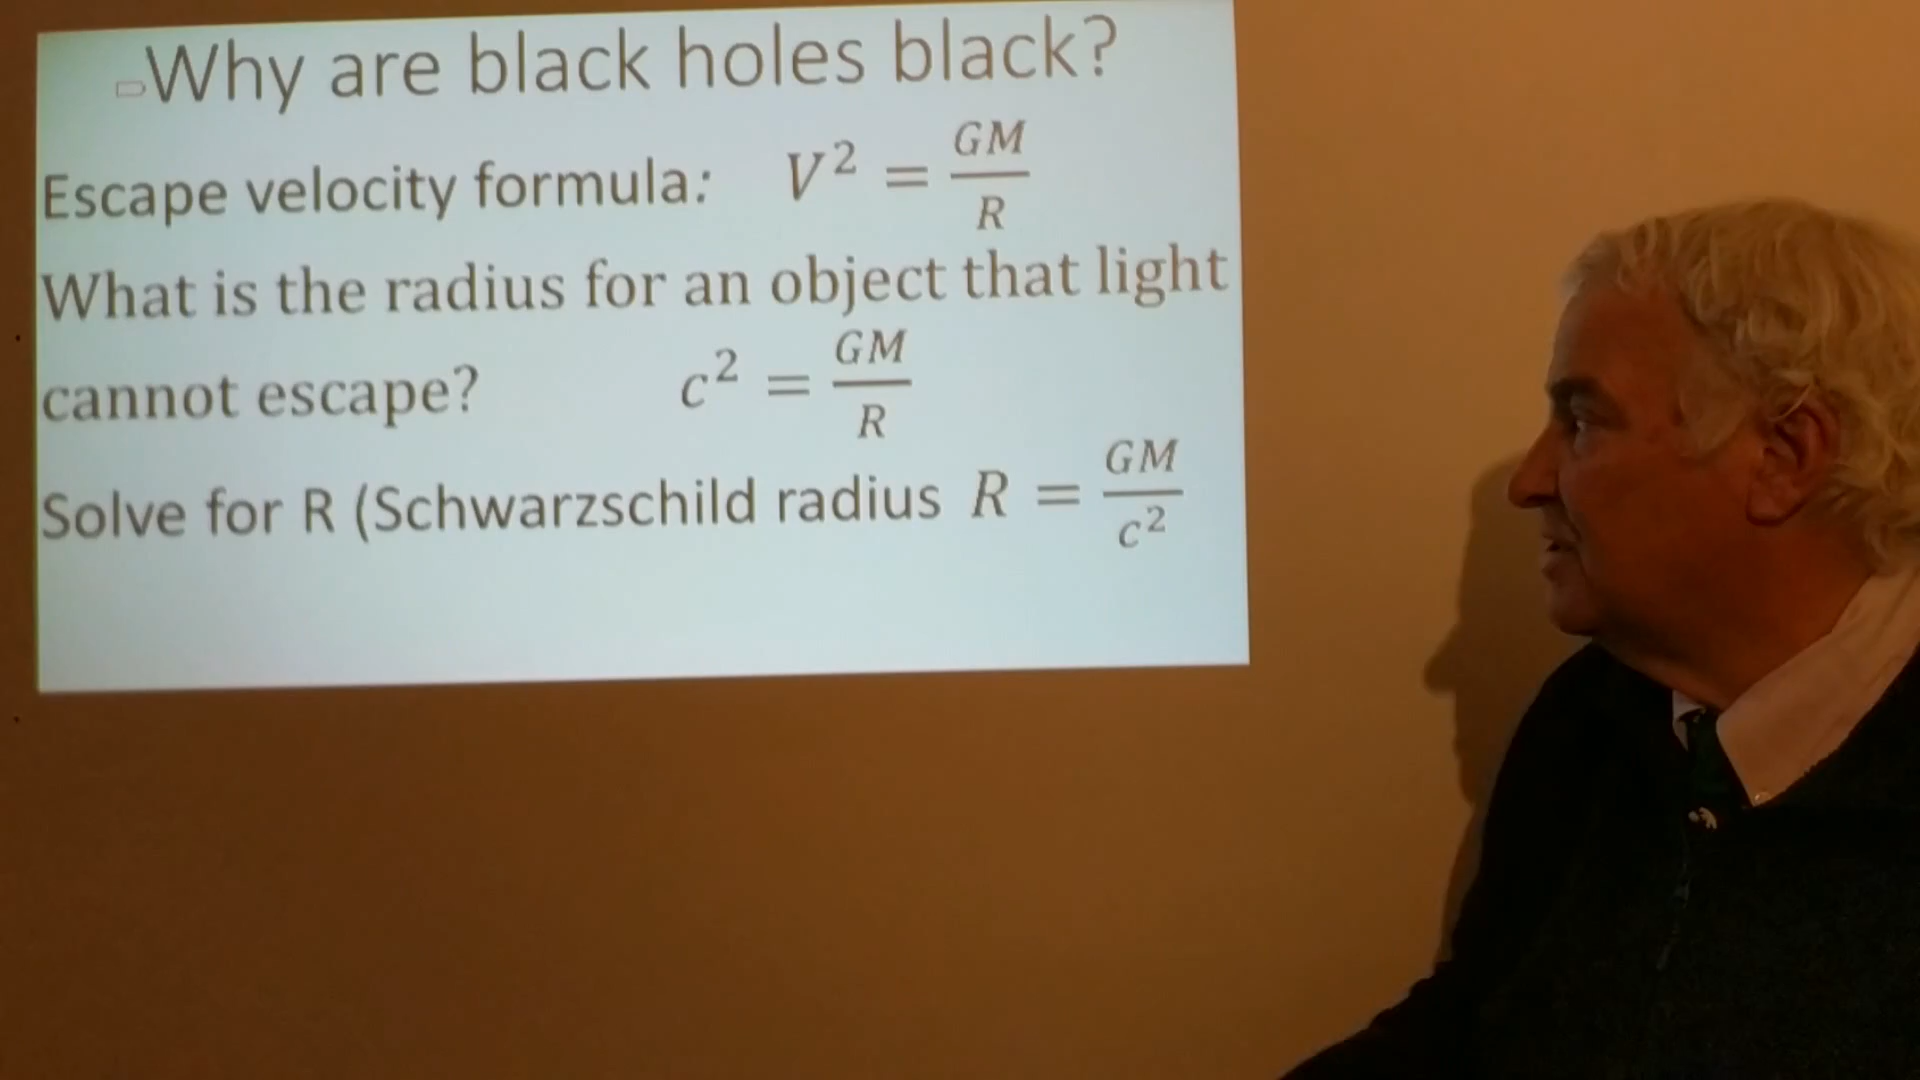 Why are black holes black?
Escape velocity formula: V² = GM/R
What is the radius for an object that light
cannot escape? c² = GM/R
Solve for R (Schwarzschild radius R = GM/c²